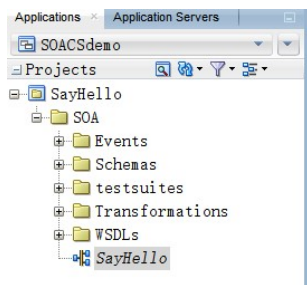 Applications Application Servers
SOACSdemo
Projects
SayHello
SOA
Events
Schemas
testsuites
Transformations
WSDLs
SayHello